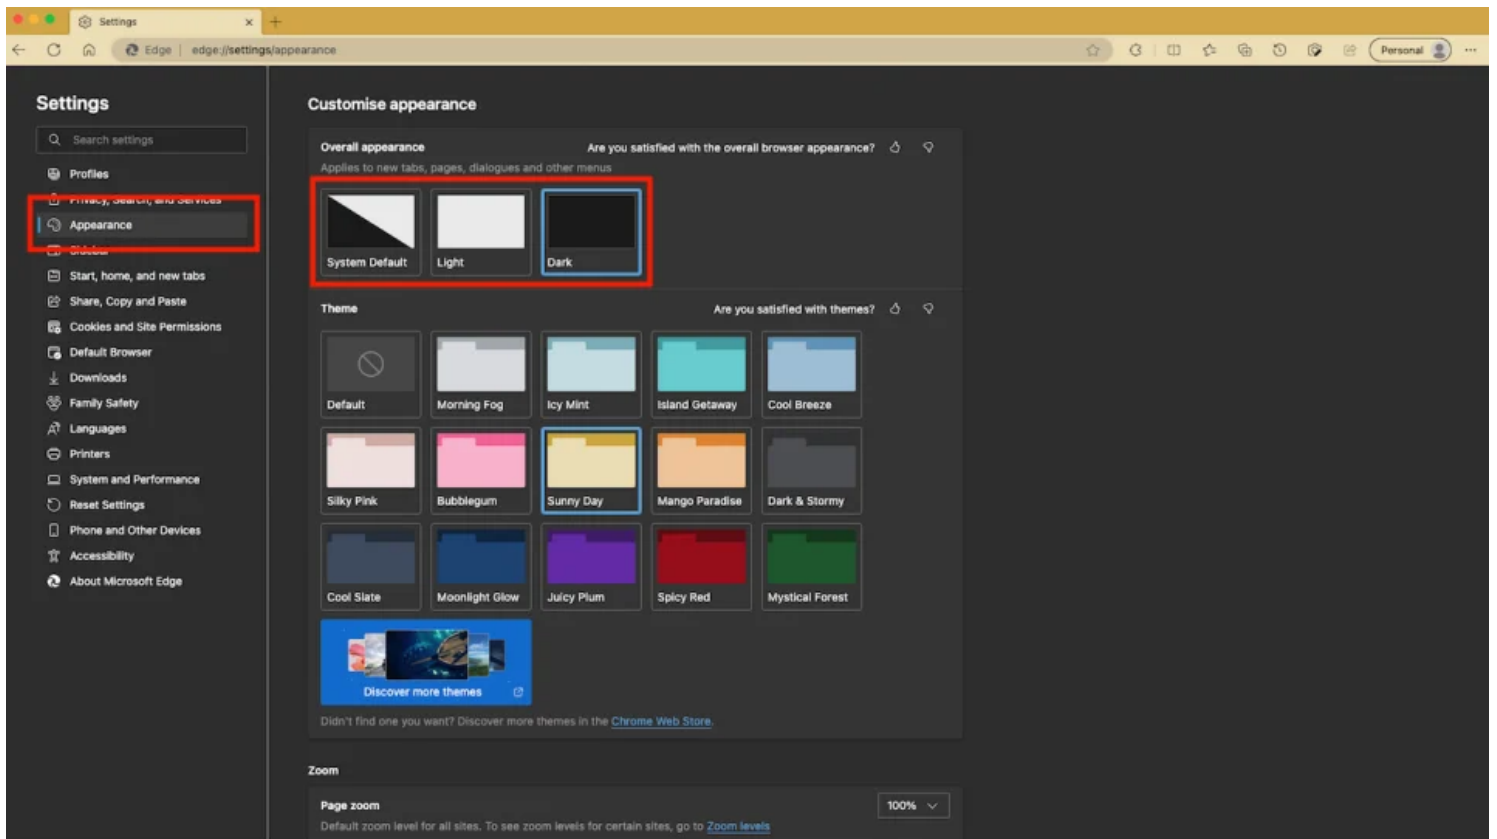 Settings
Edge | edge://settings/appearance
Personal
Settings
Search settings
Profiles
Privacy, Search, and Services
Appearance
Sidebar
Start, home, and new tabs
Share, Copy and Paste
Cookies and Site Permissions
Default Browser
Downloads
Family Safety
Languages
Printers
System and Performance
Reset Settings
Phone and Other Devices
Accessibility
About Microsoft Edge
Customise appearance
Overall appearance
Are you satisfied with the overall browser appearance?
Applies to new tabs, pages, dialogues and other menus
System Default
Light
Dark
Theme
Are you satisfied with themes?
Default
Morning Fog
Icy Mint
Island Getaway
Cool Breeze
Silky Pink
Bubblegum
Sunny Day
Mango Paradise
Dark & Stormy
Cool Slate
Moonlight Glow
Juicy Plum
Spicy Red
Mystical Forest
Discover more themes
Didn't find one you want? Discover more themes in the Chrome Web Store.
Zoom
Page zoom
100%
Default zoom level for all sites. To see zoom levels for certain sites, go to Zoom levels